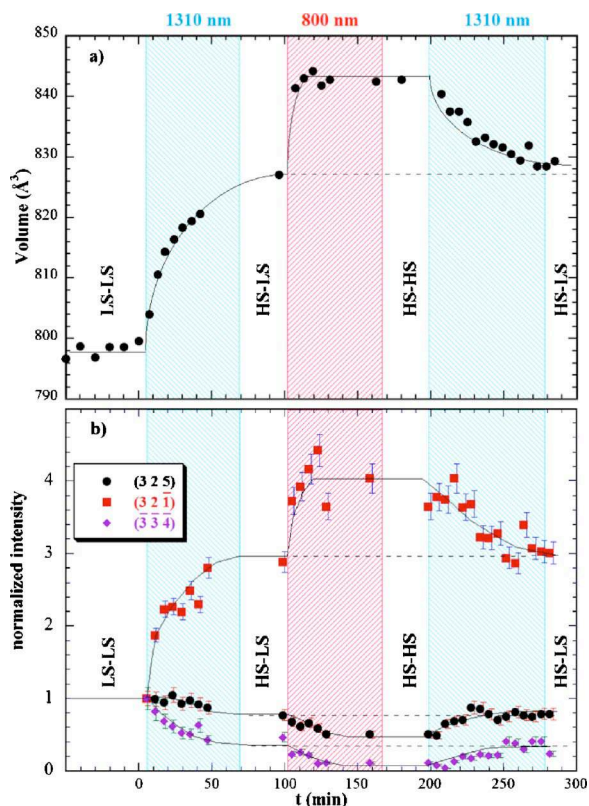 1310 nm 800 nm 1310 nm
a)
850
840
830
820
810
800
790
Volume (Å³)
LS-LS
HS-LS
HS-HS
HS-LS
b)
(3 2 5)
(3 2 1̅)
(3̅ 3̅ 4̅)
4
3
2
1
0
normalized intensity
LS-LS
HS-LS
HS-HS
HS-LS
0 50 100 150 200 250 300
t (min)